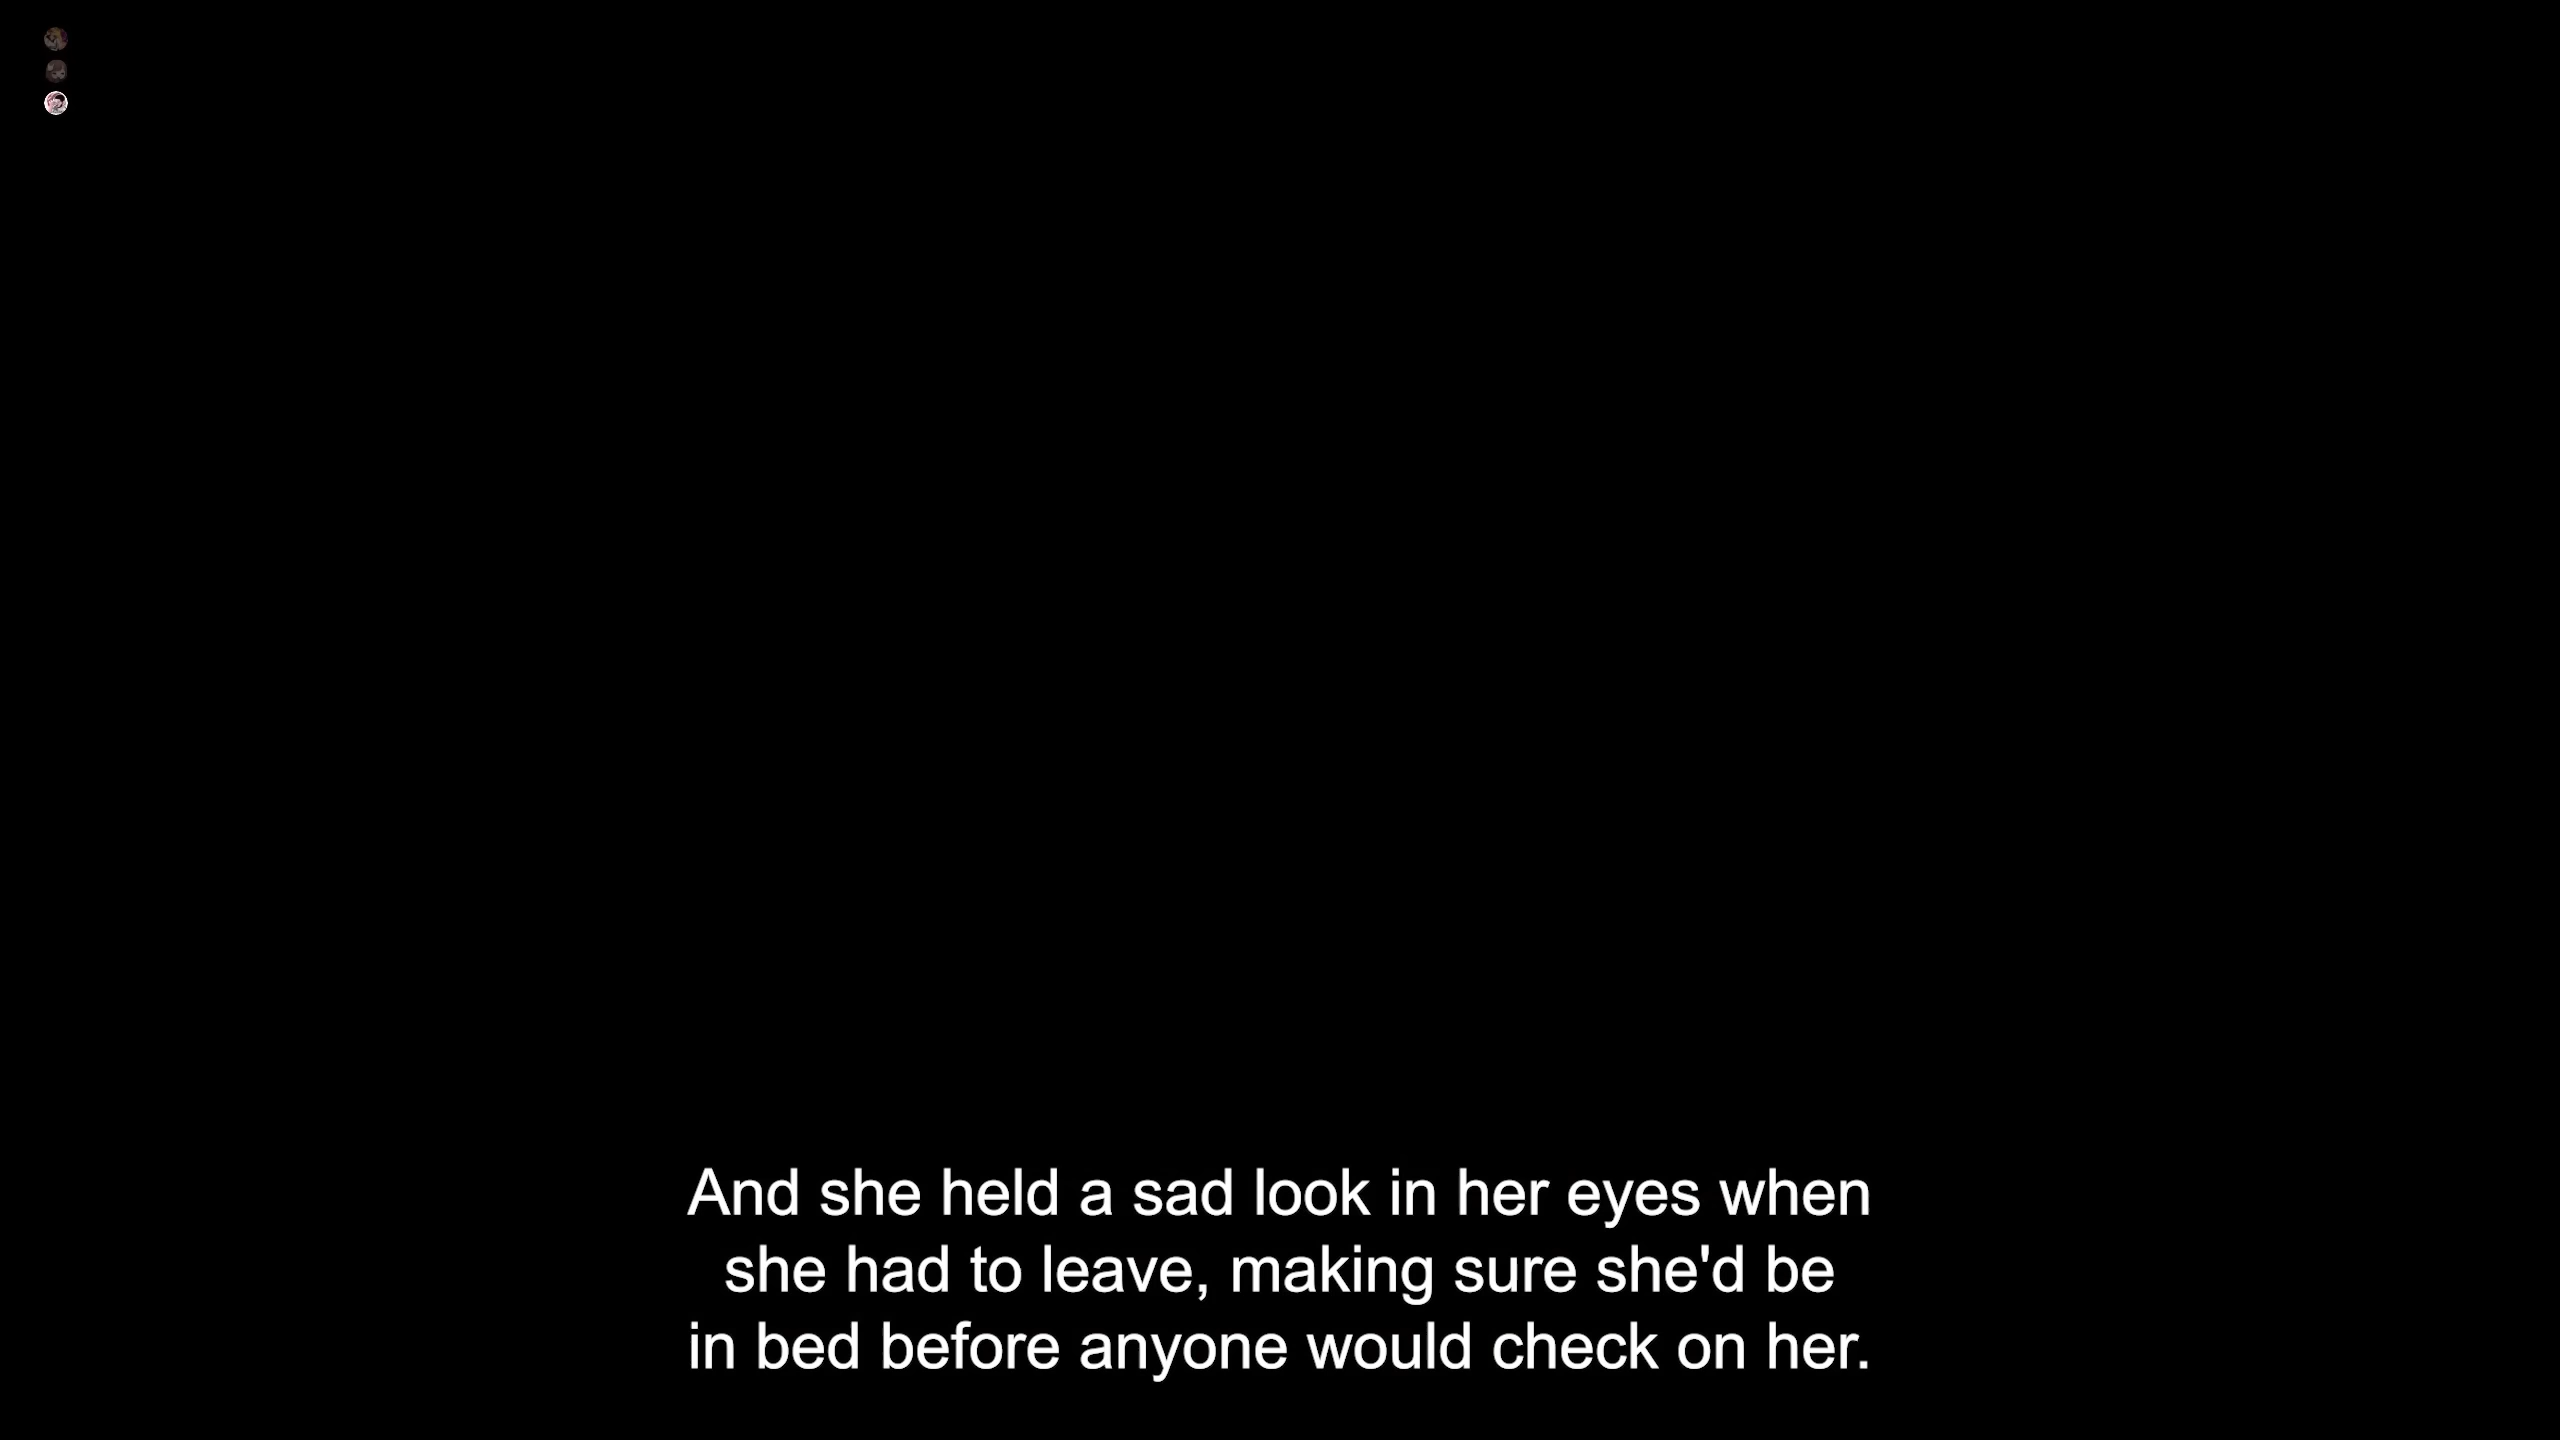 And she held a sad look in her eyes when
she had to leave, making sure she'd be
in bed before anyone would check on her.